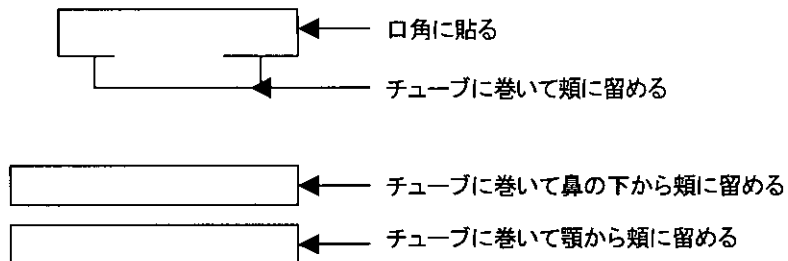 口角に貼る
チューブに巻いて頬に留める
チューブに巻いて鼻の下から頬に留める
チューブに巻いて顎から頬に留める